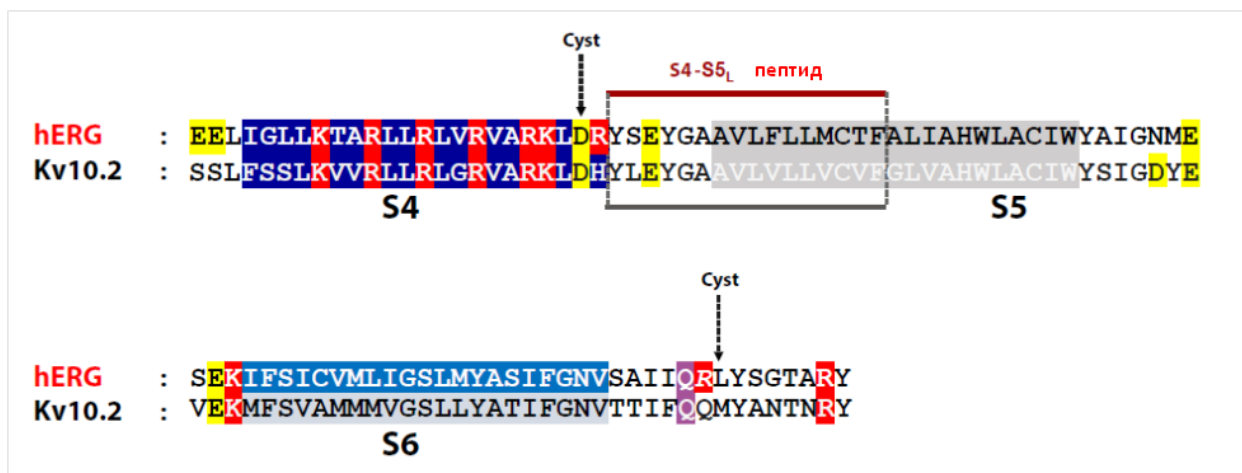 Cyst
S4-S5L пептид
hERG : EELIGLLKTARLLRLVRVARKLDRYSEYGAAVLFLLMCTFALIAHWLACIWYAIGNME
Kv10.2 : SSLFSSLKVVRLLRLGRVARKLDHYLEYGAAVLVLLVCVFGLVAHWLACIWYSIGDYE
S4 S5
Cyst
hERG : SEKIFSICVMLIGSLMYASIFGNVSAIIQRLYSGTARY
Kv10.2 : VEKMFSVAMMMVGSLLYATIFGNVTTIFQQMYANTNRY
S6